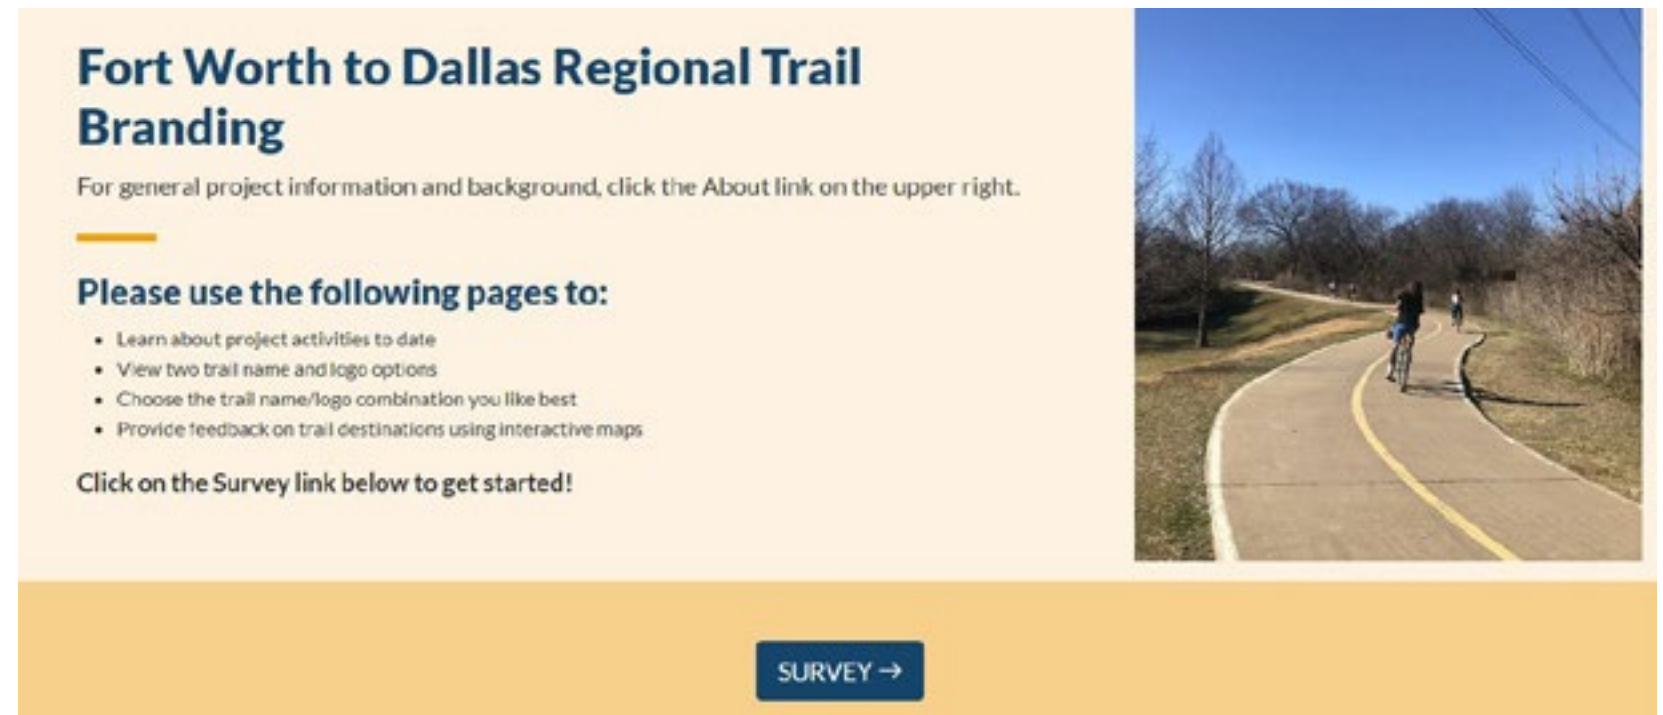 Fort Worth to Dallas Regional Trail
Branding
For general project information and background, click the About link on the upper right.
Please use the following pages to:
• Learn about project activities to date
• View two trail name and logo options
• Choose the trail name/logo combination you like best
• Provide feedback on trail destinations using interactive maps
Click on the Survey link below to get started!
SURVEY →